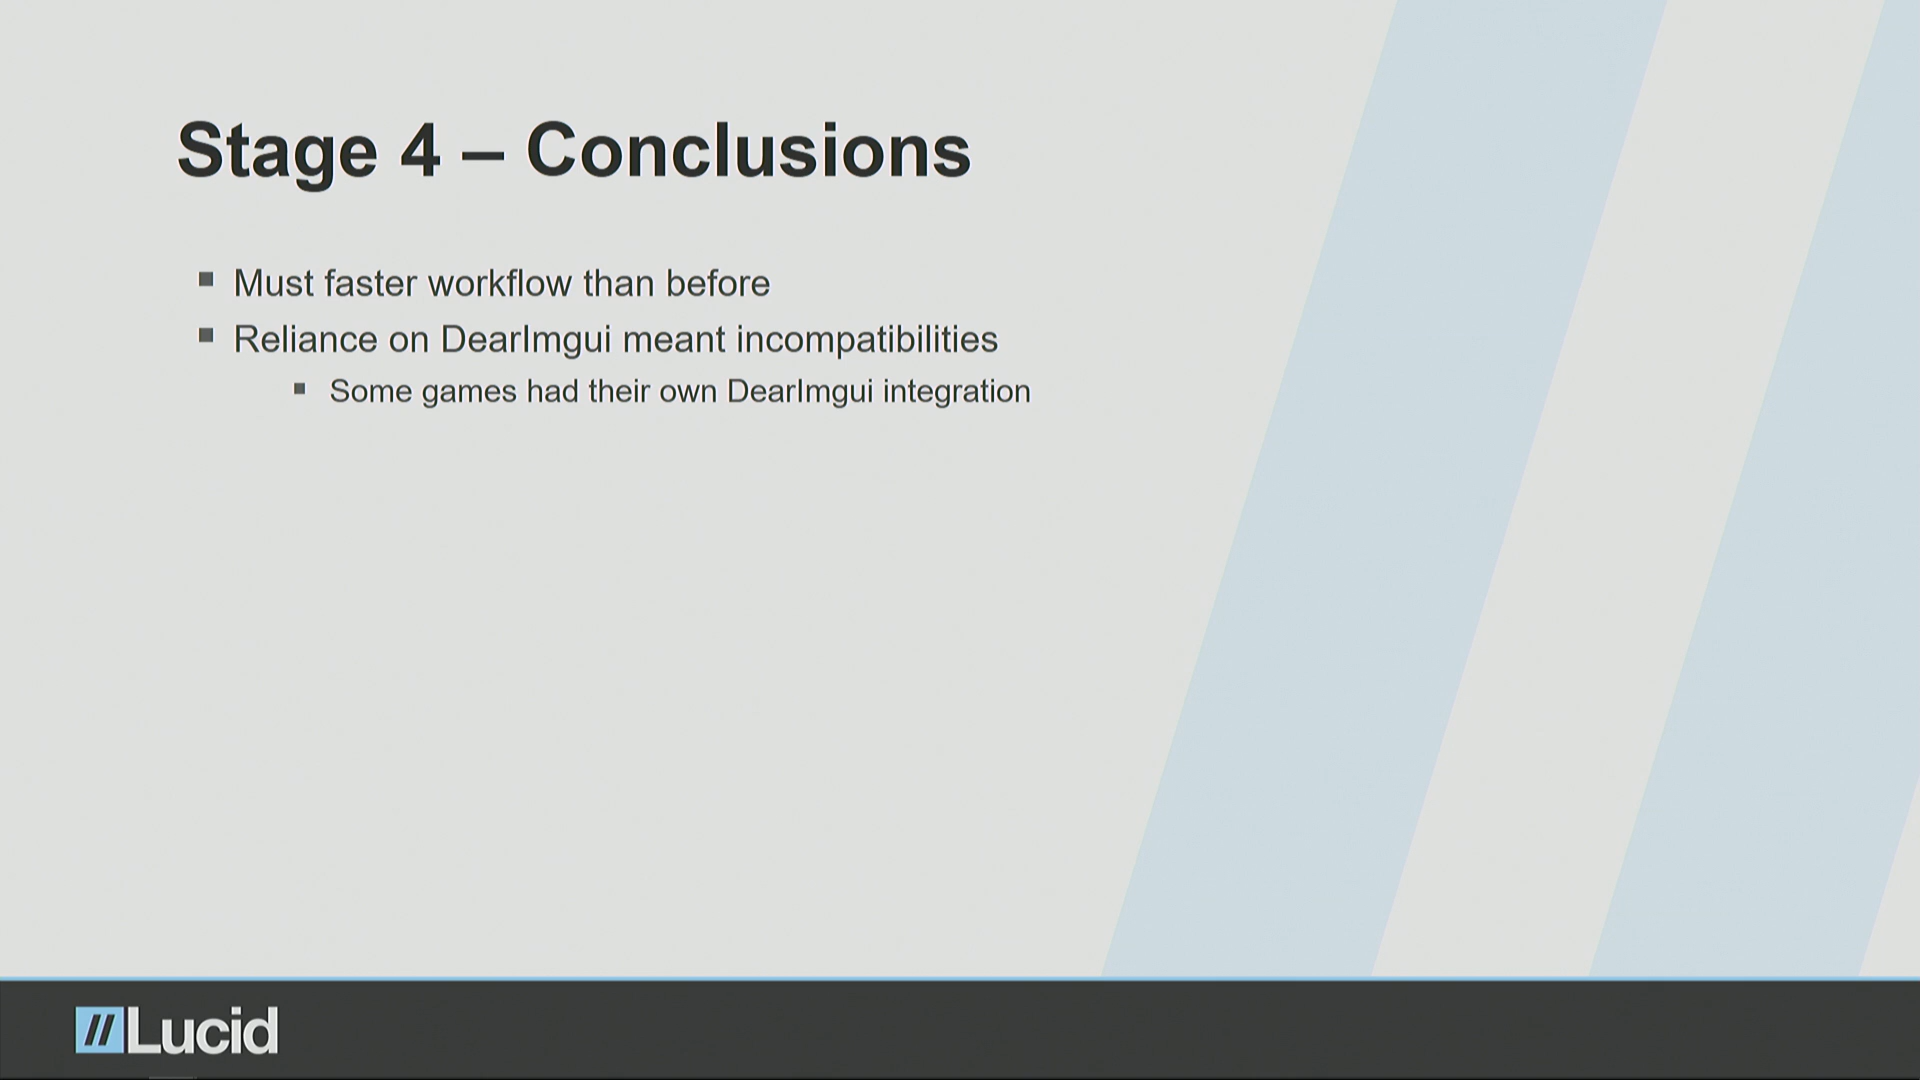 Stage 4 – Conclusions
Must faster workflow than before
Reliance on DearImgui meant incompatibilities
Some games had their own DearImgui integration
//Lucid